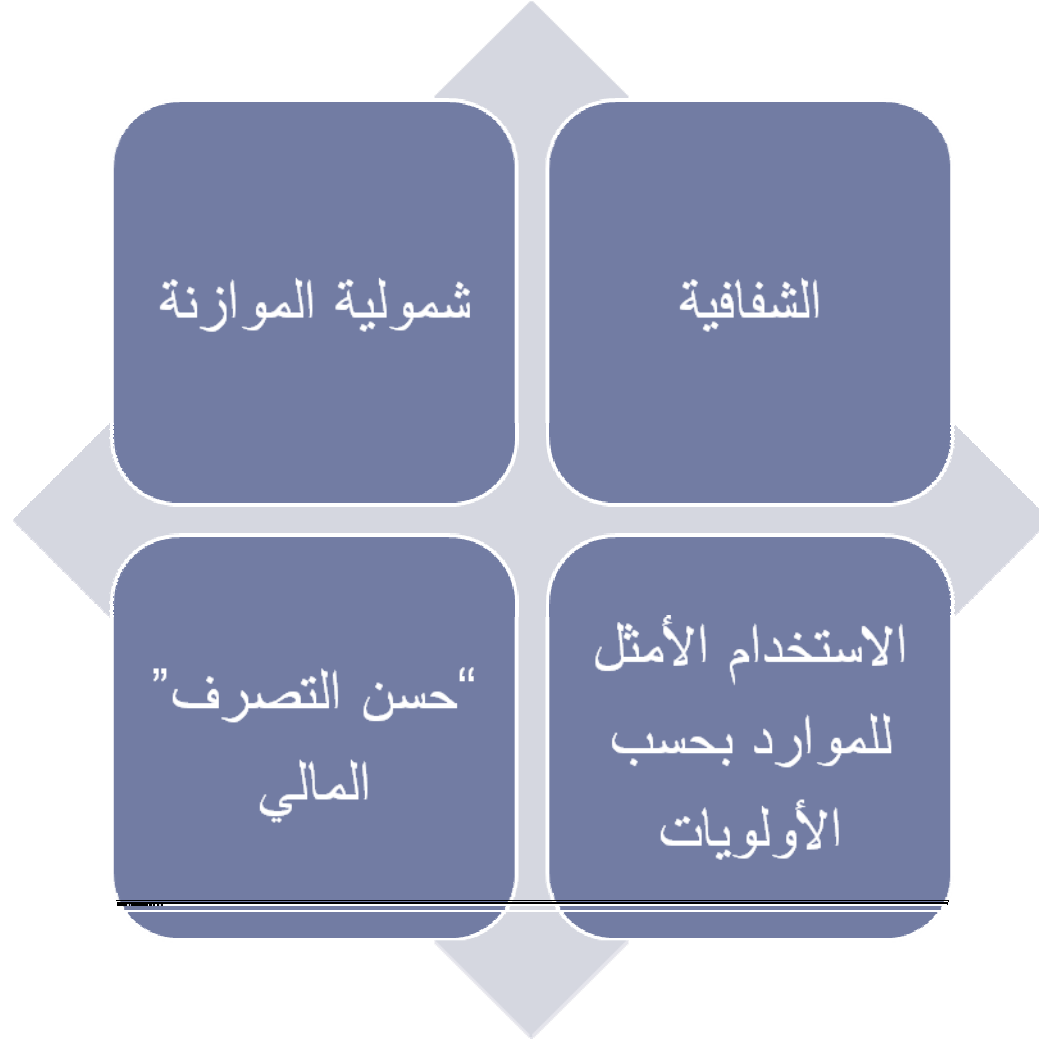 الشفافية
شمولية الموازنة
الاستخدام الأمثل
للموارد بحسب
الأولويات
“حسن التصرف”
المالي